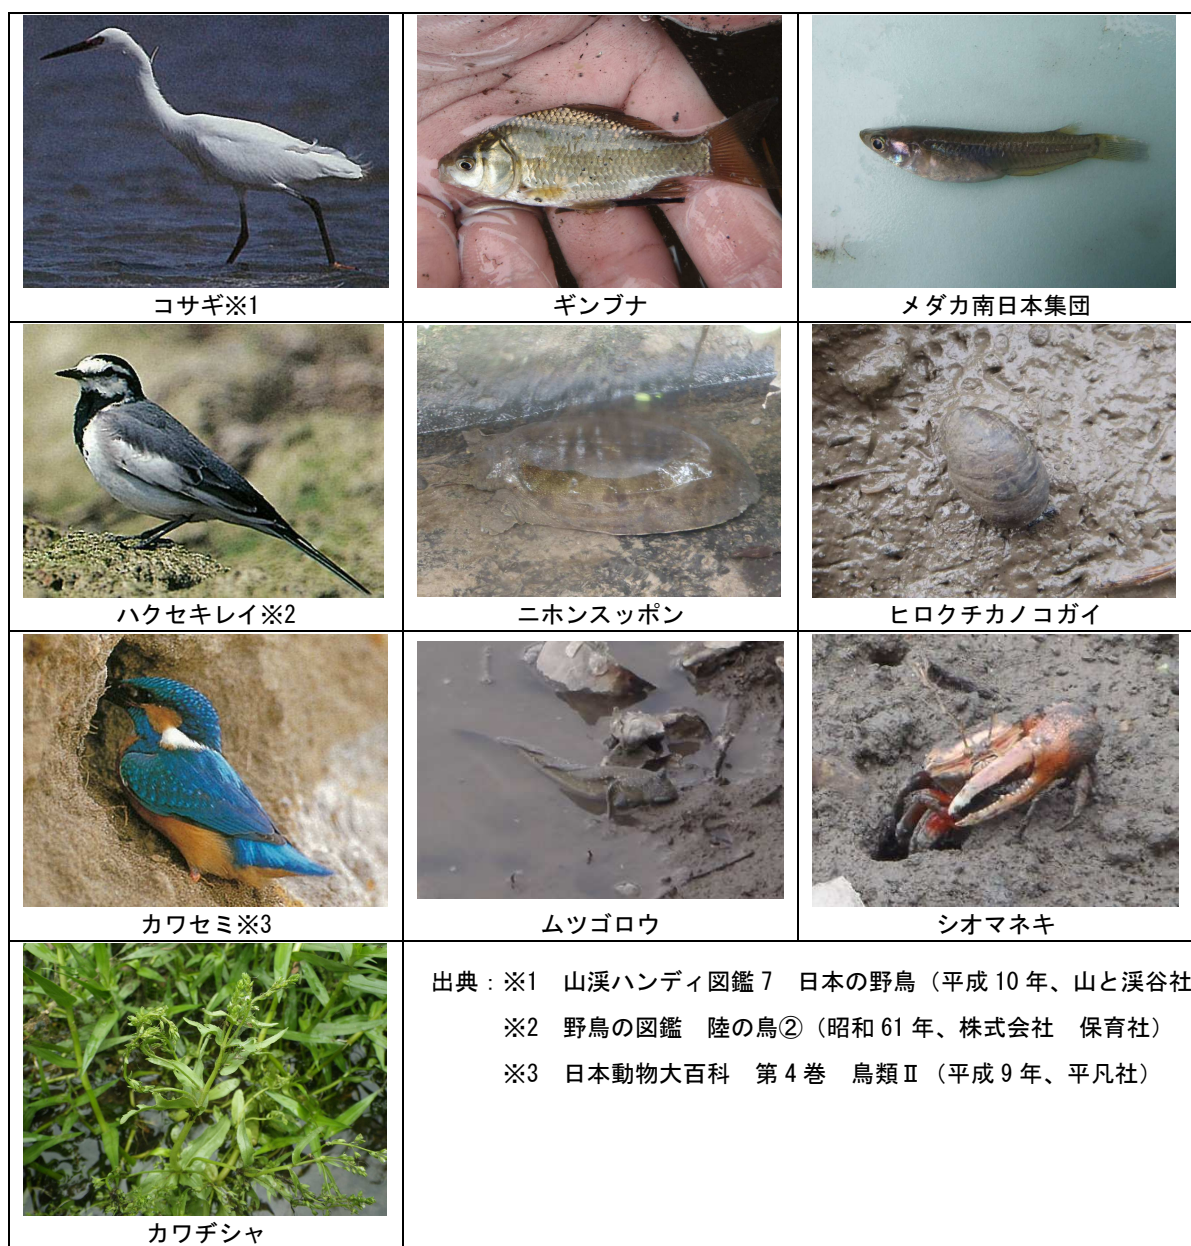 コサギ※1
ギンブナ
メダカ南日本集団
ハクセキレイ※2
ニホンスッポン
ヒロクチカノコガイ
カワセミ※3
ムツゴロウ
シオマネキ
出典：※1　山渓ハンディ図鑑 7　日本の野鳥（平成 10 年、山と渓谷社
※2　野鳥の図鑑　陸の鳥②（昭和 61 年、株式会社　保育社）
※3　日本動物大百科　第 4 巻　鳥類Ⅱ（平成 9 年、平凡社）
カワヂシャ